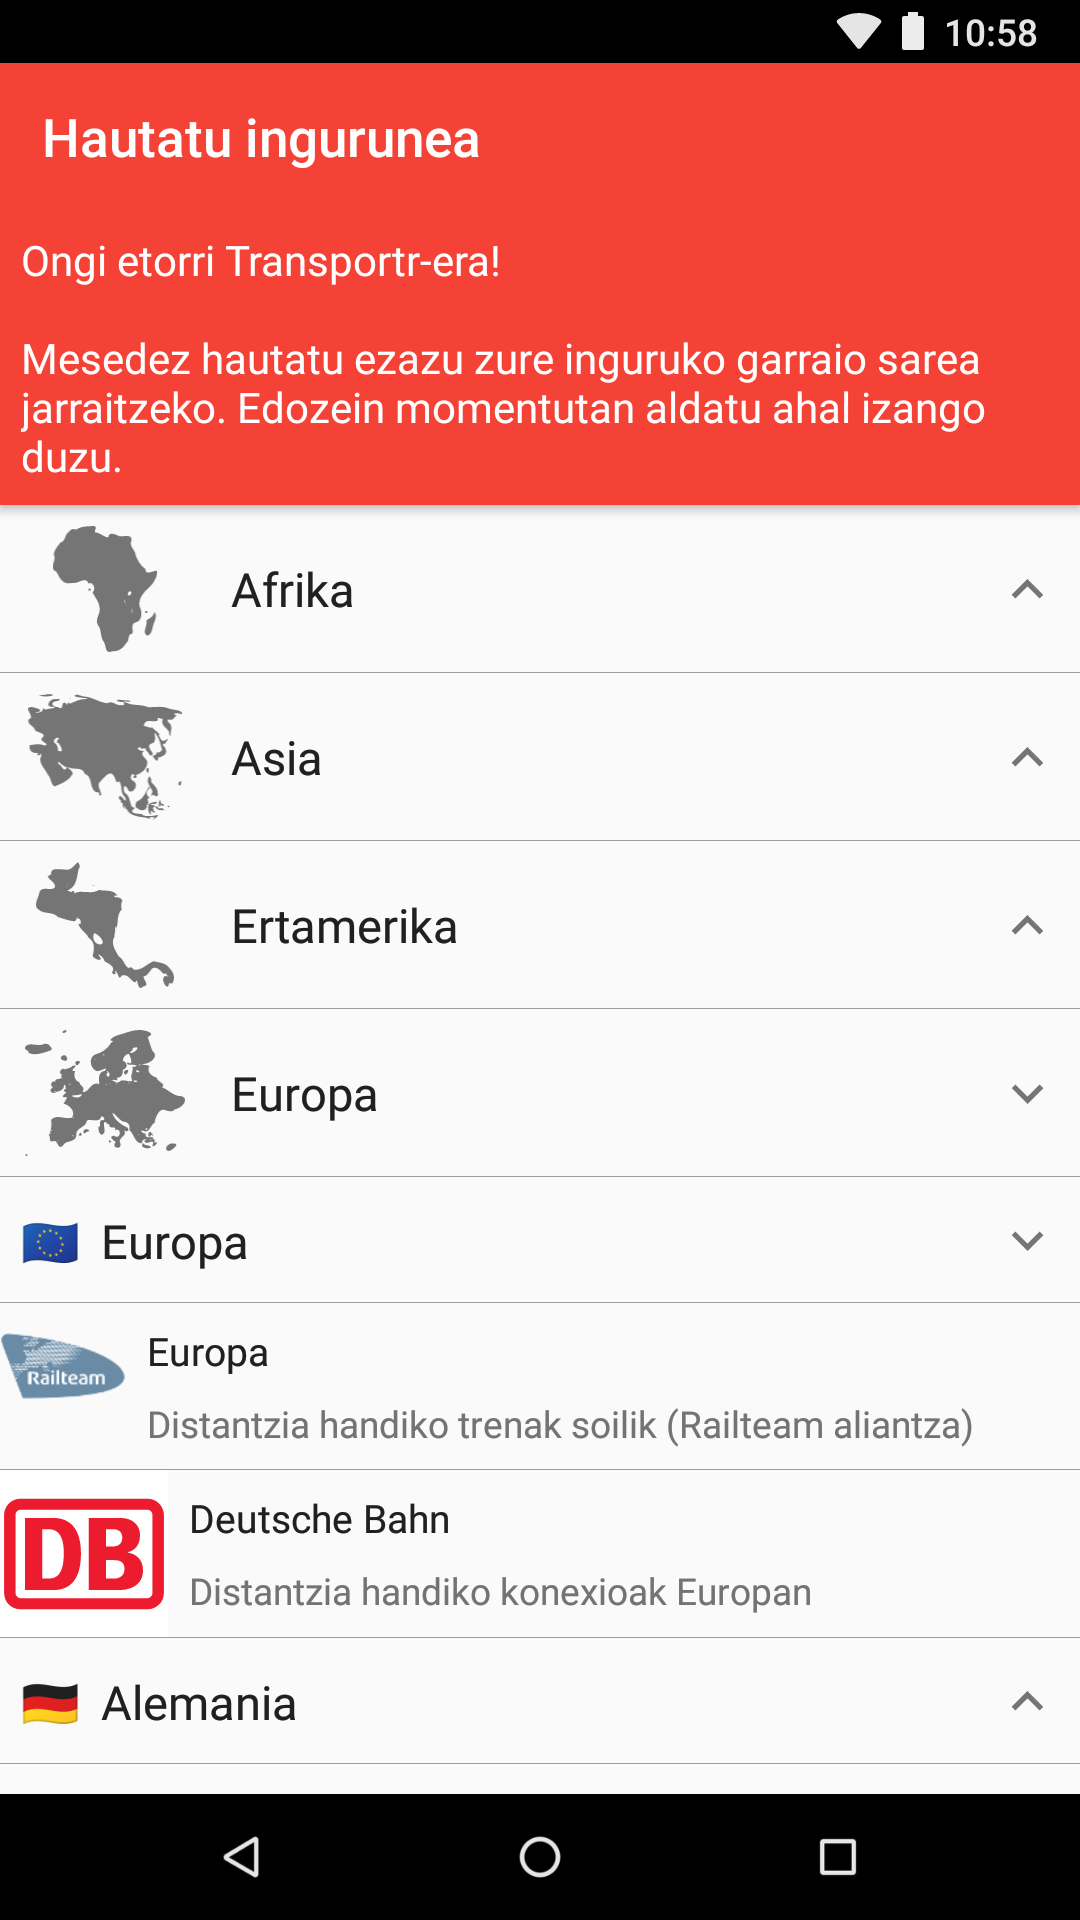 10:58
Hautatu ingurunea
Ongi etorri Transportr-era!
Mesedez hautatu ezazu zure inguruko garraio sarea
jarraitzeko. Edozein momentutan aldatu ahal izango
duzu.
Afrika
Asia
Ertamerika
Europa
Europa
Railteam
Europa
Distantzia handiko trenak soilik (Railteam aliantza)
DB
Deutsche Bahn
Distantzia handiko konexioak Europan
Alemania